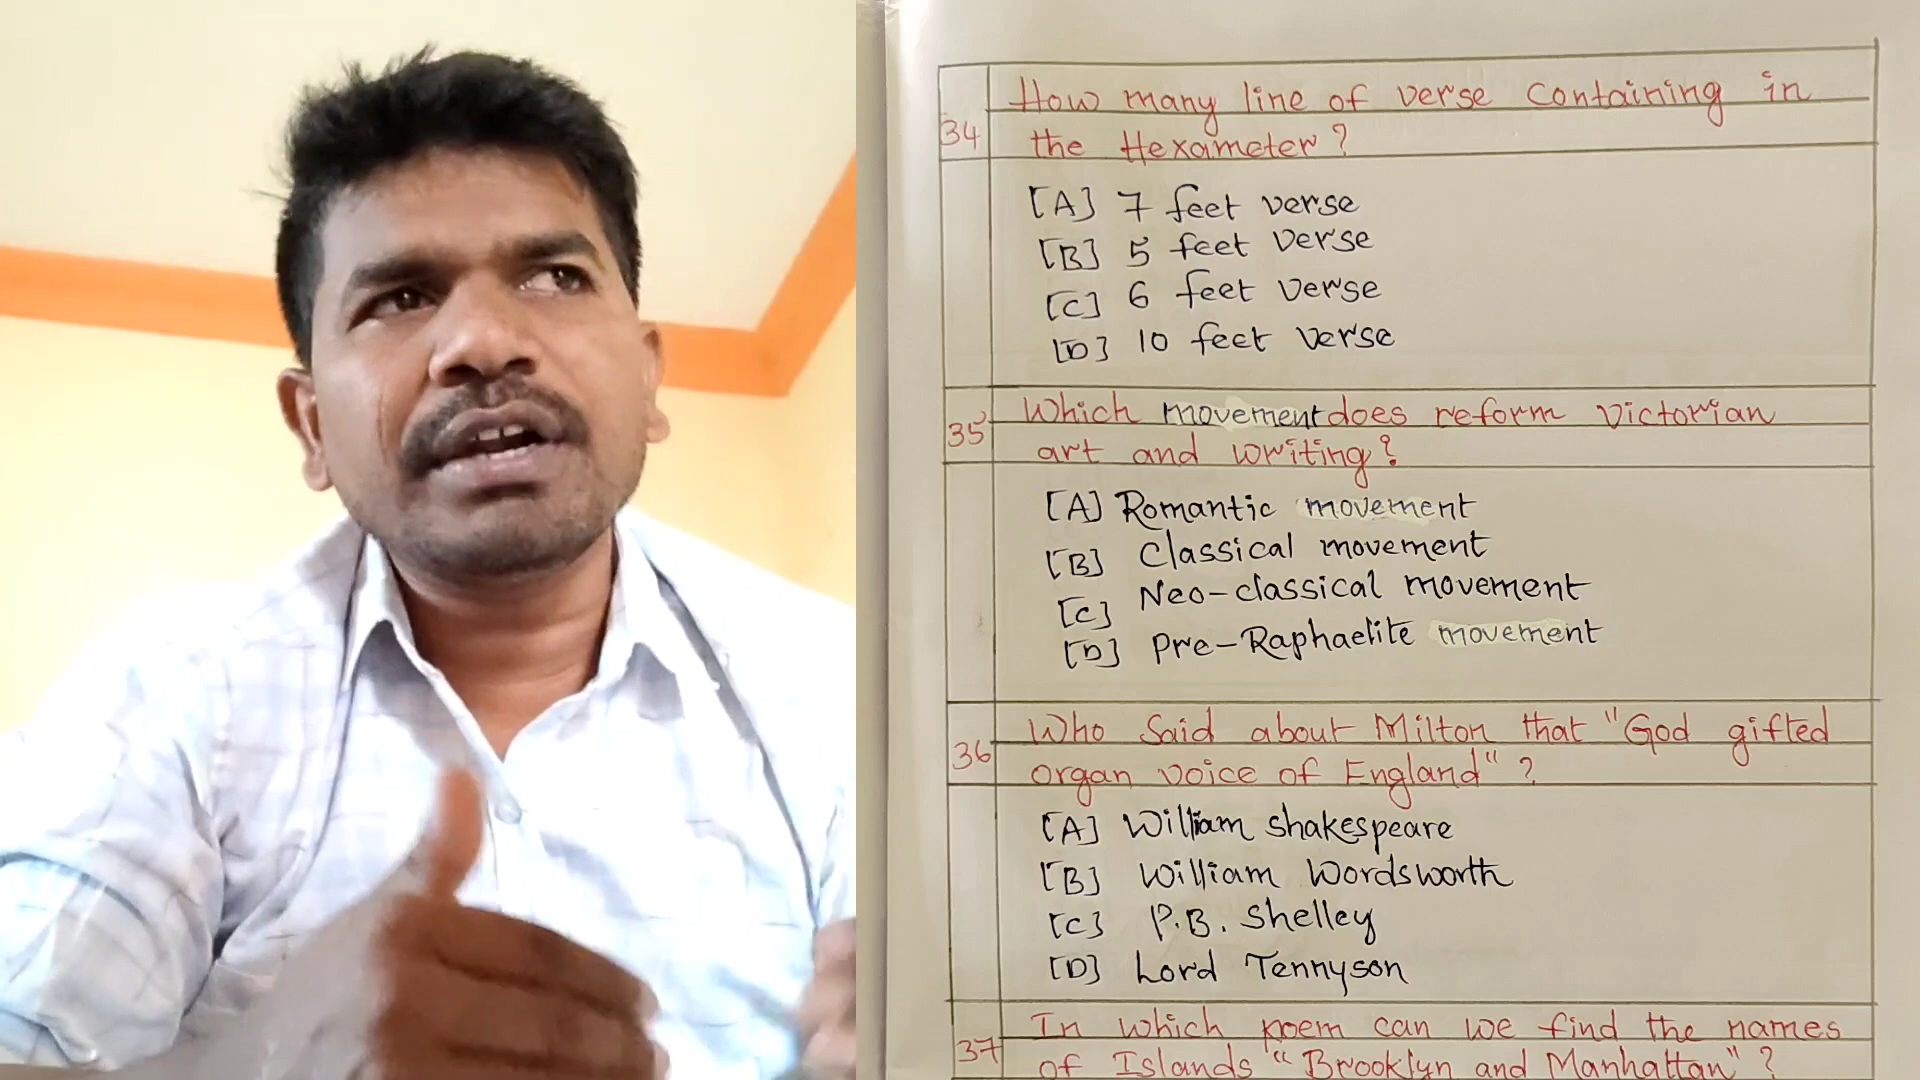 34
How many line of verse containing in
the Hexameter?
[A] 7 feet verse
[B] 5 feet verse
[C] 6 feet verse
[D] 10 feet verse
35
Which movement does reform Victorian
art and writing?
[A] Romantic movement
[B] Classical movement
[C] Neo-classical movement
[D] Pre-Raphaelite movement
36
Who said about Milton that "God gifted
organ voice of England" ?
[A] William Shakespeare
[B] William Wordsworth
[C] P.B. Shelley
[D] Lord Tennyson
37
In which poem can we find the names
of Islands "Brooklyn and Manhattan" ?